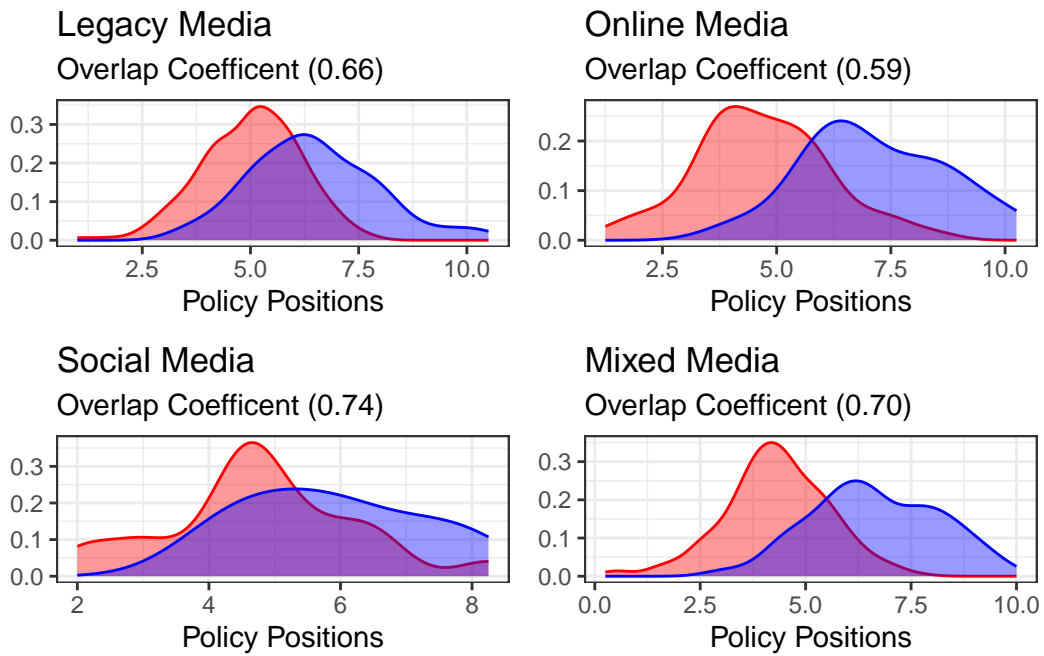 Legacy Media
Overlap Coefficent (0.66)
0.3
0.2
0.1
0.0
2.5 5.0 7.5 10.0
Policy Positions
Online Media
Overlap Coefficent (0.59)
0.2
0.1
0.0
2.5 5.0 7.5 10.0
Policy Positions
Social Media
Overlap Coefficent (0.74)
0.3
0.2
0.1
0.0
2 4 6 8
Policy Positions
Mixed Media
Overlap Coefficent (0.70)
0.3
0.2
0.1
0.0
0.0 2.5 5.0 7.5 10.0
Policy Positions